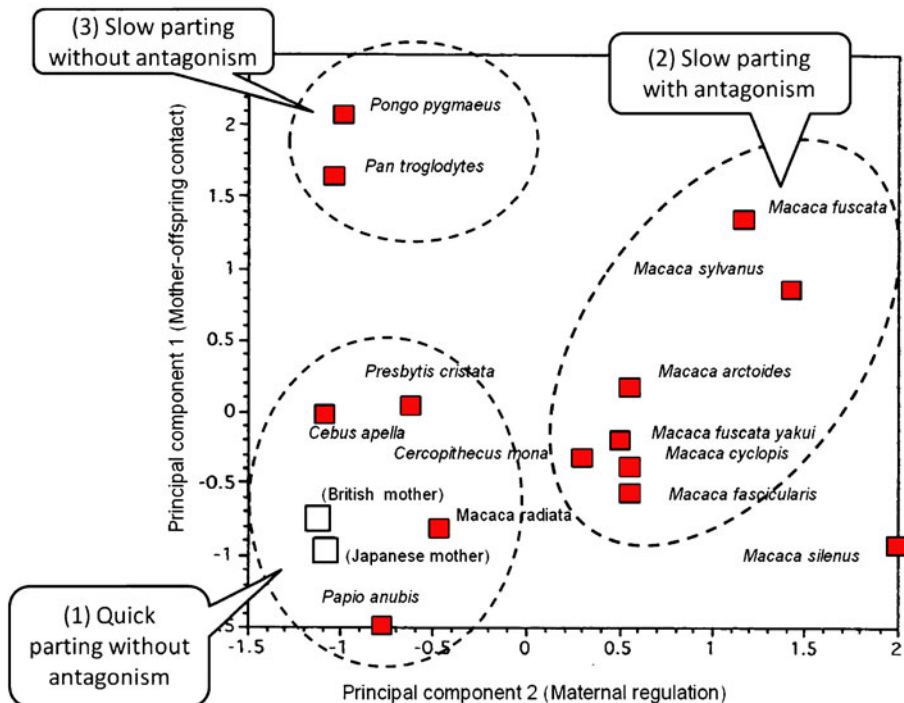 (3) Slow parting
without antagonism
(2) Slow parting
with antagonism
Pongo pygmaeus
Pan troglodytes
Macaca fuscata
Macaca sylvanus
Macaca arctoides
Presbytis cristata
Cebus apella
Cercopithecus mona
Macaca fuscata yakui
Macaca cyclopis
Macaca fascicularis
(British mother)
Macaca radiata
(Japanese mother)
Macaca silenus
Papio anubis
(1) Quick
parting without
antagonism
Principal component 1 (Mother-offspring contact)
2
1.5
1
0.5
0
-0.5
-1
5
-1.5
-1
-0.5
0
0.5
1
1.5
2
Principal component 2 (Maternal regulation)